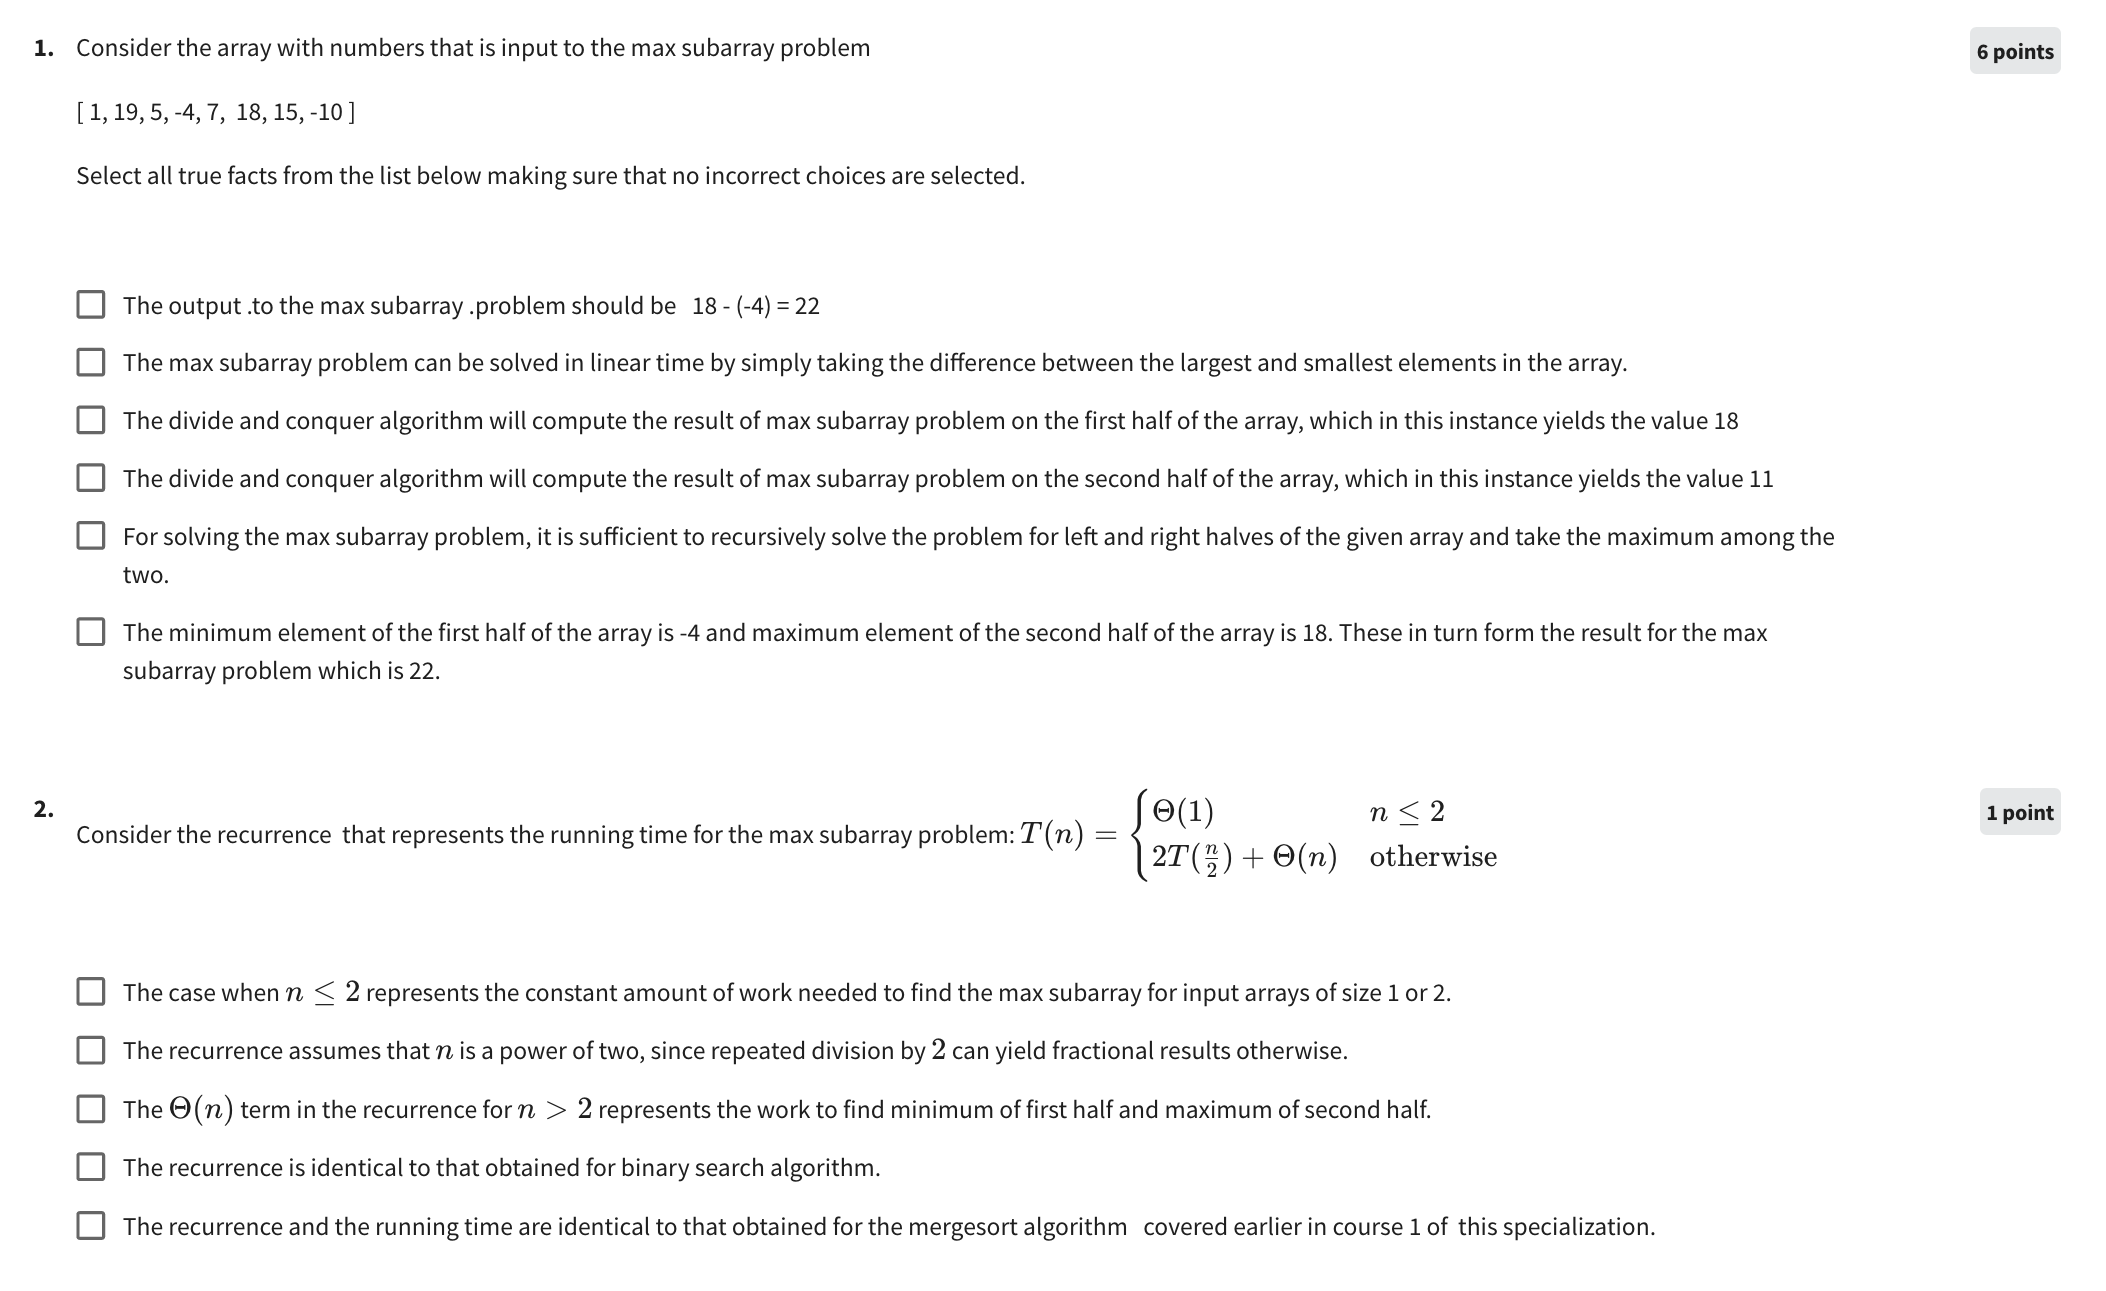 1. Consider the array with numbers that is input to the max subarray problem
6 points
[ 1, 19, 5, -4, 7, 18, 15, -10 ]
Select all true facts from the list below making sure that no incorrect choices are selected.
The output .to the max subarray .problem should be 18 - (-4) = 22
The max subarray problem can be solved in linear time by simply taking the difference between the largest and smallest elements in the array.
The divide and conquer algorithm will compute the result of max subarray problem on the first half of the array, which in this instance yields the value 18
The divide and conquer algorithm will compute the result of max subarray problem on the second half of the array, which in this instance yields the value 11
For solving the max subarray problem, it is sufficient to recursively solve the problem for left and right halves of the given array and take the maximum among the
two.
The minimum element of the first half of the array is -4 and maximum element of the second half of the array is 18. These in turn form the result for the max
subarray problem which is 22.
2. Consider the recurrence that represents the running time for the max subarray problem: $T(n) = \begin{cases} \Theta(1) & n \leq 2 \\ 2T(\frac{n}{2}) + \Theta(n) & \text{otherwise} \end{cases}$
1 point
The case when $n \leq 2$ represents the constant amount of work needed to find the max subarray for input arrays of size 1 or 2.
The recurrence assumes that $n$ is a power of two, since repeated division by $2$ can yield fractional results otherwise.
The $\Theta(n)$ term in the recurrence for $n > 2$ represents the work to find minimum of first half and maximum of second half.
The recurrence is identical to that obtained for binary search algorithm.
The recurrence and the running time are identical to that obtained for the mergesort algorithm covered earlier in course 1 of this specialization.